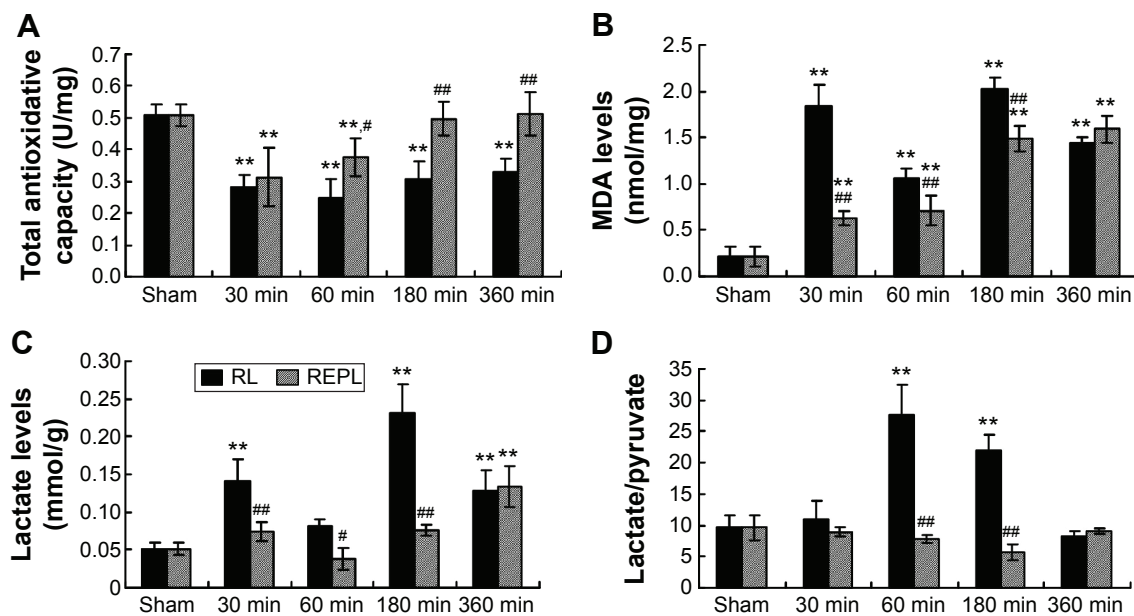 A
Total antioxidative
capacity (U/mg)
0.7
0.6
0.5
0.4
0.3
0.2
0.1
0.0
** ** ** **,# ** ## ** ##
Sham 30 min 60 min 180 min 360 min
B
MDA levels
(nmol/mg)
2.5
2.0
1.5
1.0
0.5
0.0
** ** ## ** ** ## ** ## ** ** **
Sham 30 min 60 min 180 min 360 min
C
Lactate levels
(mmol/g)
0.30
0.25
0.20
0.15
0.10
0.05
0
RL REPL
** ## # ** ## ** **
Sham 30 min 60 min 180 min 360 min
D
Lactate/pyruvate
35
30
25
20
15
10
5
0
** ## ** ##
Sham 30 min 60 min 180 min 360 min